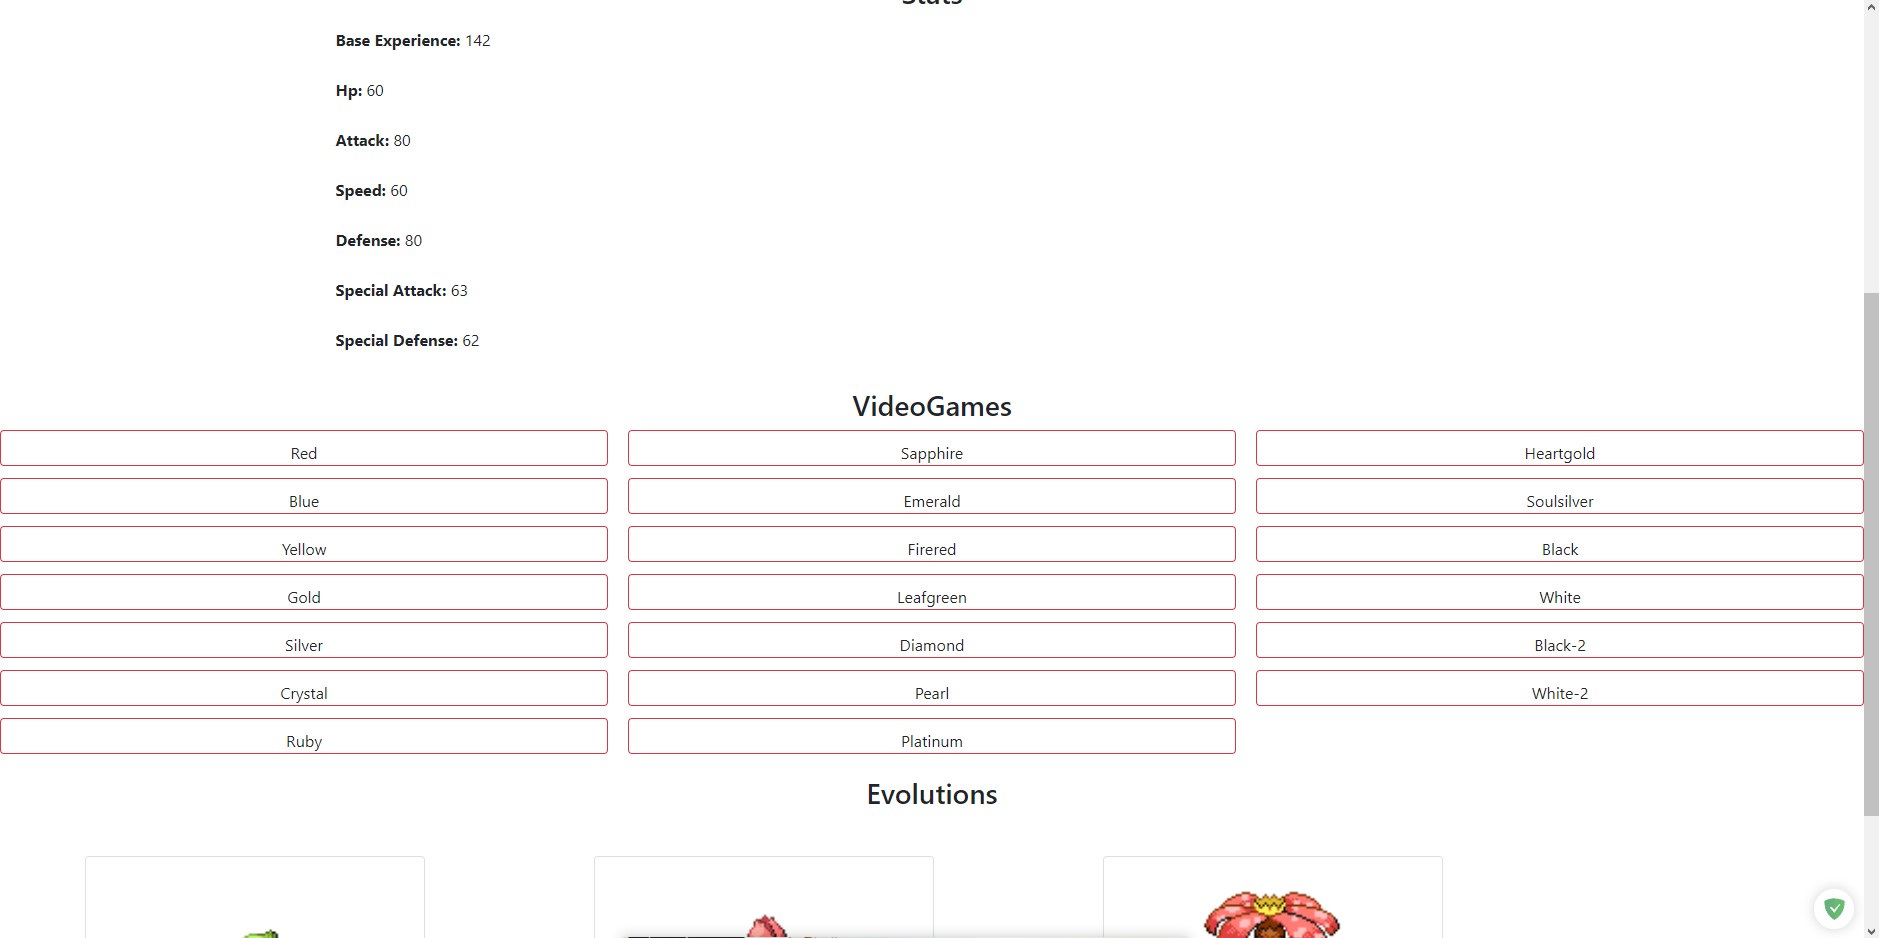 Stats
Base Experience: 142
Hp: 60
Attack: 80
Speed: 60
Defense: 80
Special Attack: 63
Special Defense: 62
VideoGames
Red
Sapphire
Heartgold
Blue
Emerald
Soulsilver
Yellow
Firered
Black
Gold
Leafgreen
White
Silver
Diamond
Black-2
Crystal
Pearl
White-2
Ruby
Platinum
Evolutions